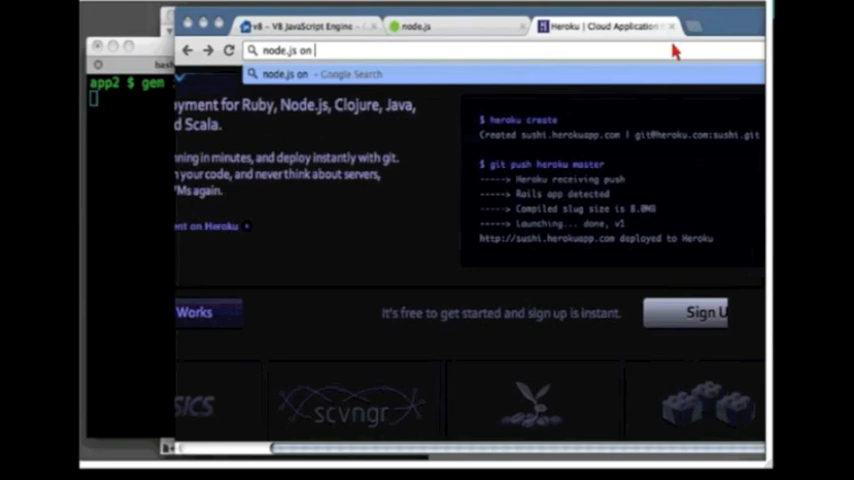 v8 – V8 JavaScript Engine –
node.js
Heroku | Cloud Application
node.js on
node.js on – Google Search
bash
app2 $ gem
yment for Ruby, Node.js, Clojure, Java,
d Scala.
nning in minutes, and deploy instantly with git.
your code, and never think about servers,
VMs again.
nt on Heroku
$ heroku create
Created sushi.herokuapp.com | git@heroku.com:sushi.git
$ git push heroku master
-----> Heroku receiving push
-----> Rails app detected
-----> Compiled slug size is 8.0MB
-----> Launching... done, v1
http://sushi.herokuapp.com deployed to Heroku
Works
It's free to get started and sign up is instant.
Sign U
SICS
scvngr